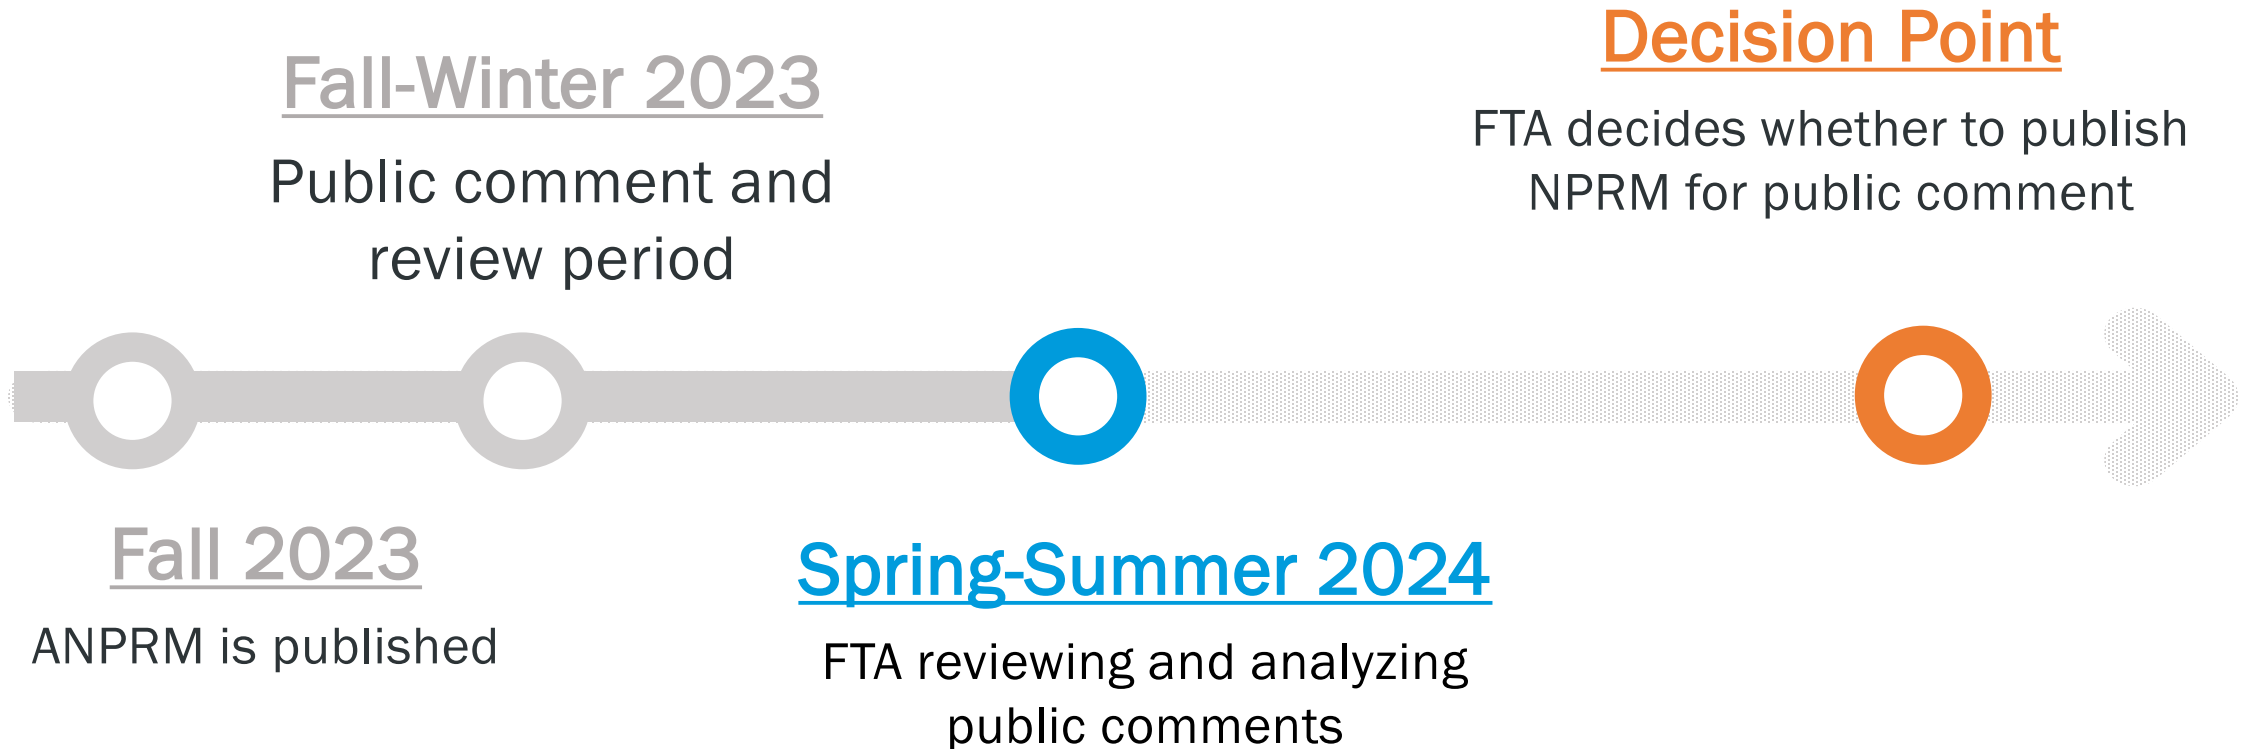 Fall-Winter 2023
Public comment and
review period
Decision Point
FTA decides whether to publish
NPRM for public comment
Fall 2023
ANPRM is published
Spring-Summer 2024
FTA reviewing and analyzing
public comments